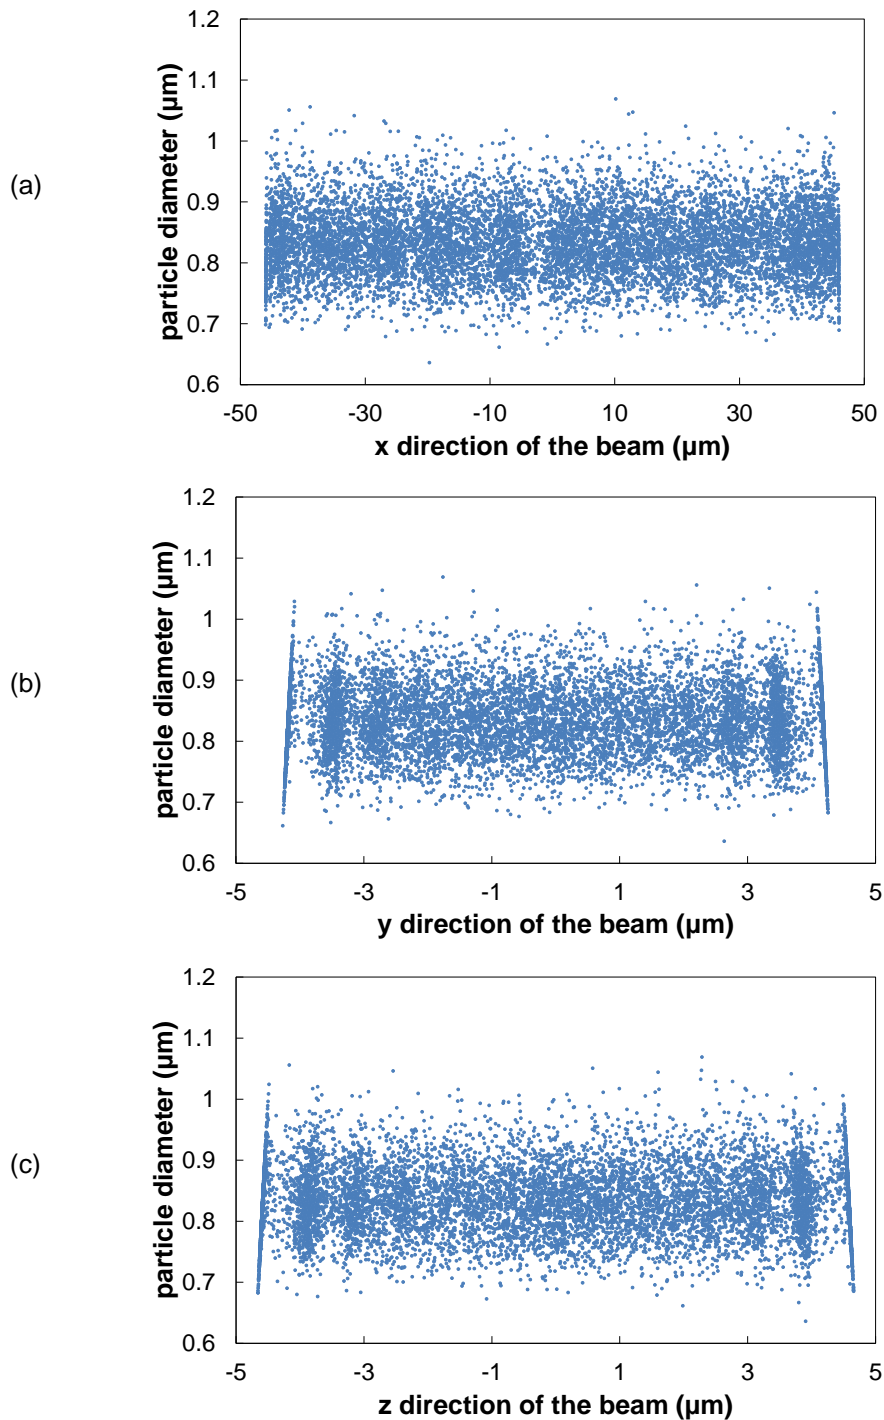 (a)
particle diameter (µm)
1.2
1.1
1
0.9
0.8
0.7
0.6
-50 -30 -10 10 30 50
x direction of the beam (µm)
(b)
particle diameter (µm)
1.2
1.1
1
0.9
0.8
0.7
0.6
-5 -3 -1 1 3 5
y direction of the beam (µm)
(c)
particle diameter (µm)
1.2
1.1
1
0.9
0.8
0.7
0.6
-5 -3 -1 1 3 5
z direction of the beam (µm)